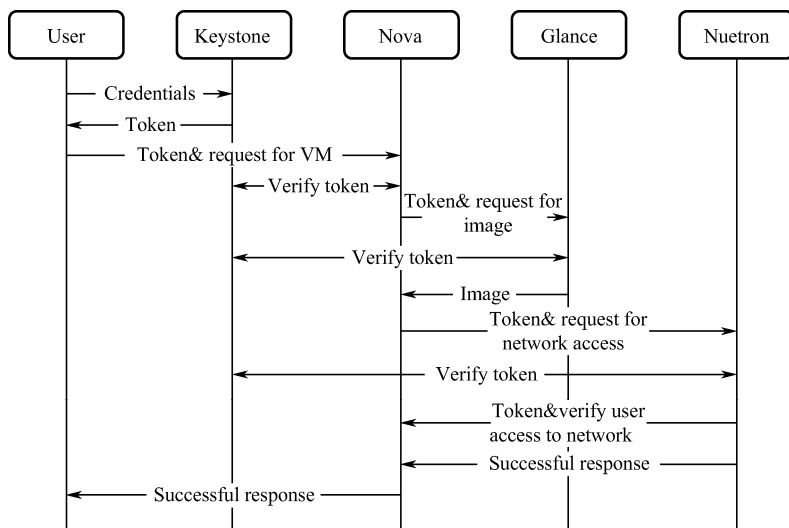 User
Keystone
Nova
Glance
Nuetron
Credentials
Token
Token& request for VM
Verify token
Token& request for
image
Verify token
Image
Token& request for
network access
Verify token
Token&verify user
access to network
Successful response
Successful response